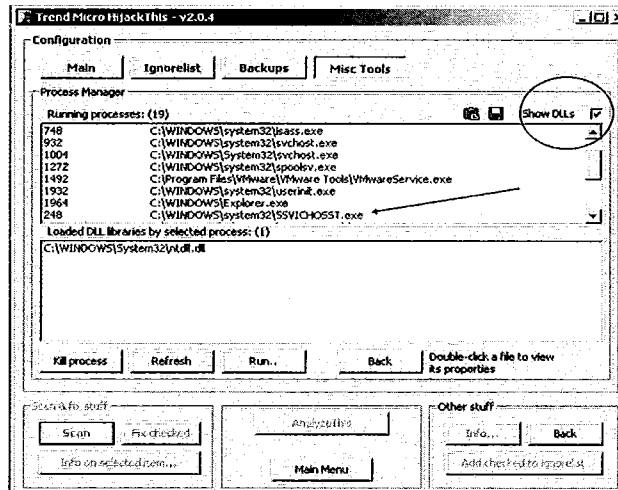 Trend Micro HijackThis - v2.0.4
Configuration
Main Ignorelist Backups Misc Tools
Process Manager
Running processes: (19) Show DLLs
748 C:\WINDOWS\system32\lsass.exe
932 C:\WINDOWS\system32\svchost.exe
1004 C:\WINDOWS\System32\svchost.exe
1272 C:\WINDOWS\system32\spoolsv.exe
1492 C:\Program Files\VMware\VMware Tools\VMwareService.exe
1932 C:\WINDOWS\system32\userinit.exe
1964 C:\WINDOWS\Explorer.exe
248 C:\WINDOWS\system32\SSVICHOSST.exe
Loaded DLL libraries by selected process: (1)
C:\WINDOWS\System32\ntdll.dll
Kill process Refresh Run.. Back Double-click a file to view
its properties
Scan & fix stuff Other stuff
Scan Fix checked AnalyzeThis Info... Back
Info on selected item... Main Menu Add checked to ignorelist